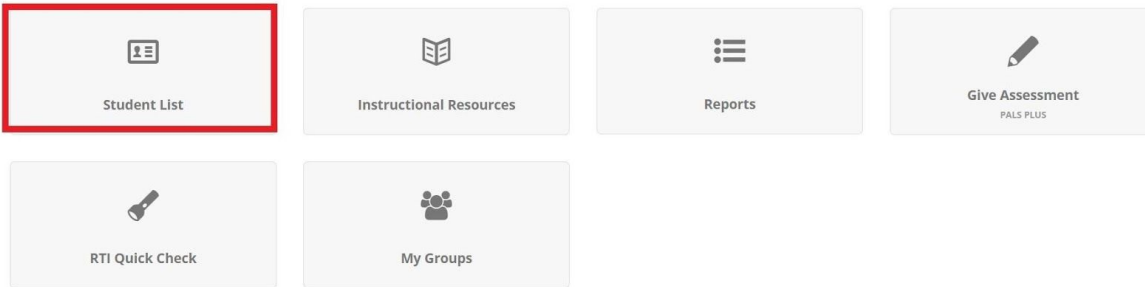 Student List
Instructional Resources
Reports
Give Assessment
PALS PLUS
RTI Quick Check
My Groups